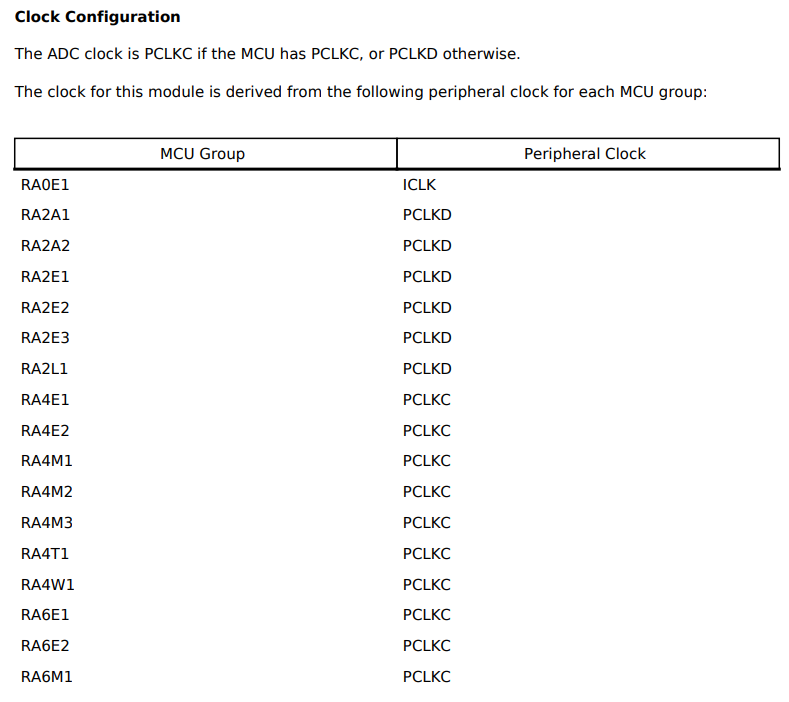 Clock Configuration
The ADC clock is PCLKC if the MCU has PCLKC, or PCLKD otherwise.
The clock for this module is derived from the following peripheral clock for each MCU group:
MCU Group Peripheral Clock
RA0E1 ICLK
RA2A1 PCLKD
RA2A2 PCLKD
RA2E1 PCLKD
RA2E2 PCLKD
RA2E3 PCLKD
RA2L1 PCLKD
RA4E1 PCLKC
RA4E2 PCLKC
RA4M1 PCLKC
RA4M2 PCLKC
RA4M3 PCLKC
RA4T1 PCLKC
RA4W1 PCLKC
RA6E1 PCLKC
RA6E2 PCLKC
RA6M1 PCLKC